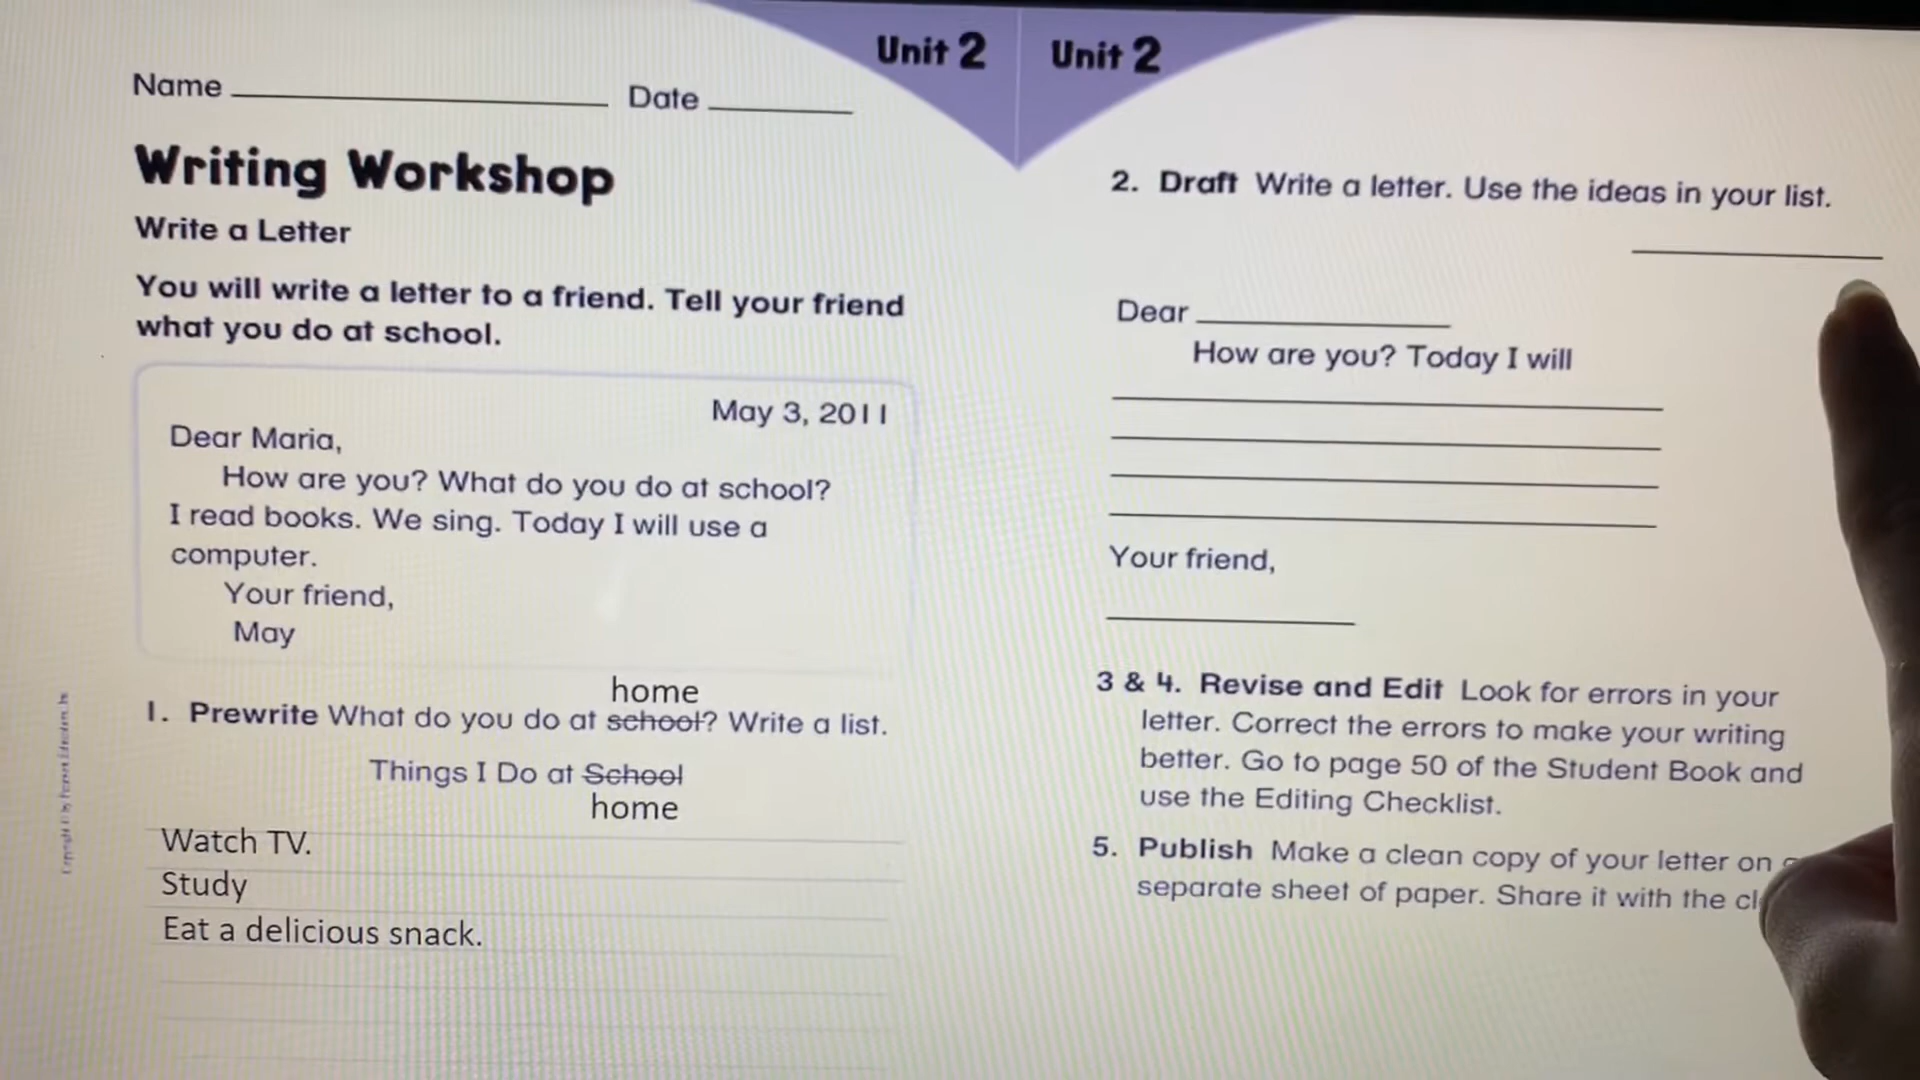 Unit 2
Name Date
Writing Workshop
Write a Letter
You will write a letter to a friend. Tell your friend
what you do at school.
May 3, 2011
Dear Maria,
How are you? What do you do at school?
I read books. We sing. Today I will use a
computer.
Your friend,
May
home
1. Prewrite What do you do at school? Write a list.
Things I Do at School
home
Watch TV.
Study
Eat a delicious snack.
Unit 2
2. Draft Write a letter. Use the ideas in your list.
Dear
How are you? Today I will
Your friend,
3 & 4. Revise and Edit Look for errors in your
letter. Correct the errors to make your writing
better. Go to page 50 of the Student Book and
use the Editing Checklist.
5. Publish Make a clean copy of your letter on
separate sheet of paper. Share it with the